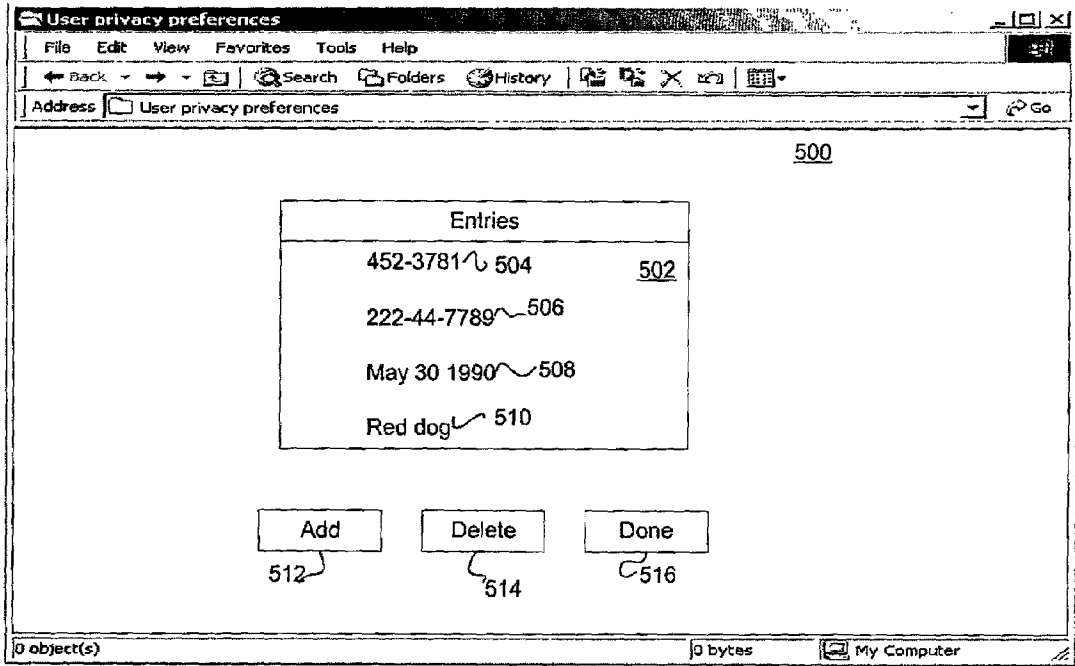 User privacy preferences
File Edit View Favorites Tools Help
Back Search Folders History
Address User privacy preferences Go
500
Entries
452-3781 504
502
222-44-7789 506
May 30 1990 508
Red dog 510
Add Delete Done
512 514 516
0 object(s) 0 bytes My Computer